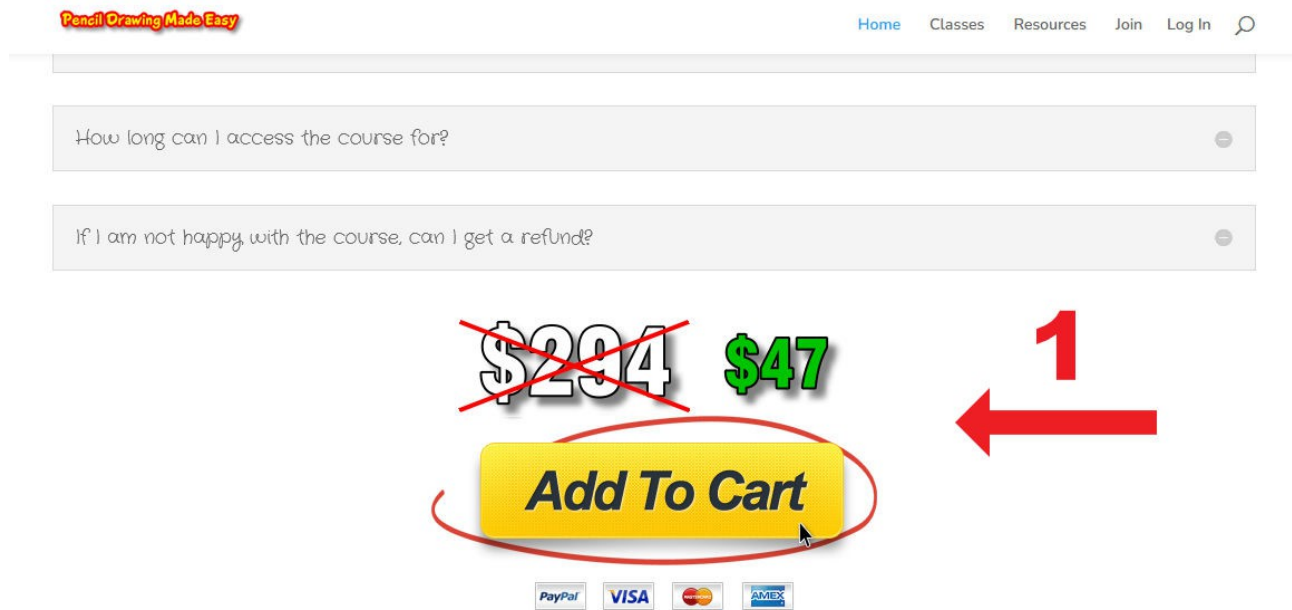 Pencil Drawing Made Easy
Home Classes Resources Join Log In
How long can I access the course for?
If I am not happy, with the course, can I get a refund?
$294 $47
1
Add To Cart
PayPal VISA MASTERCARD AMEX